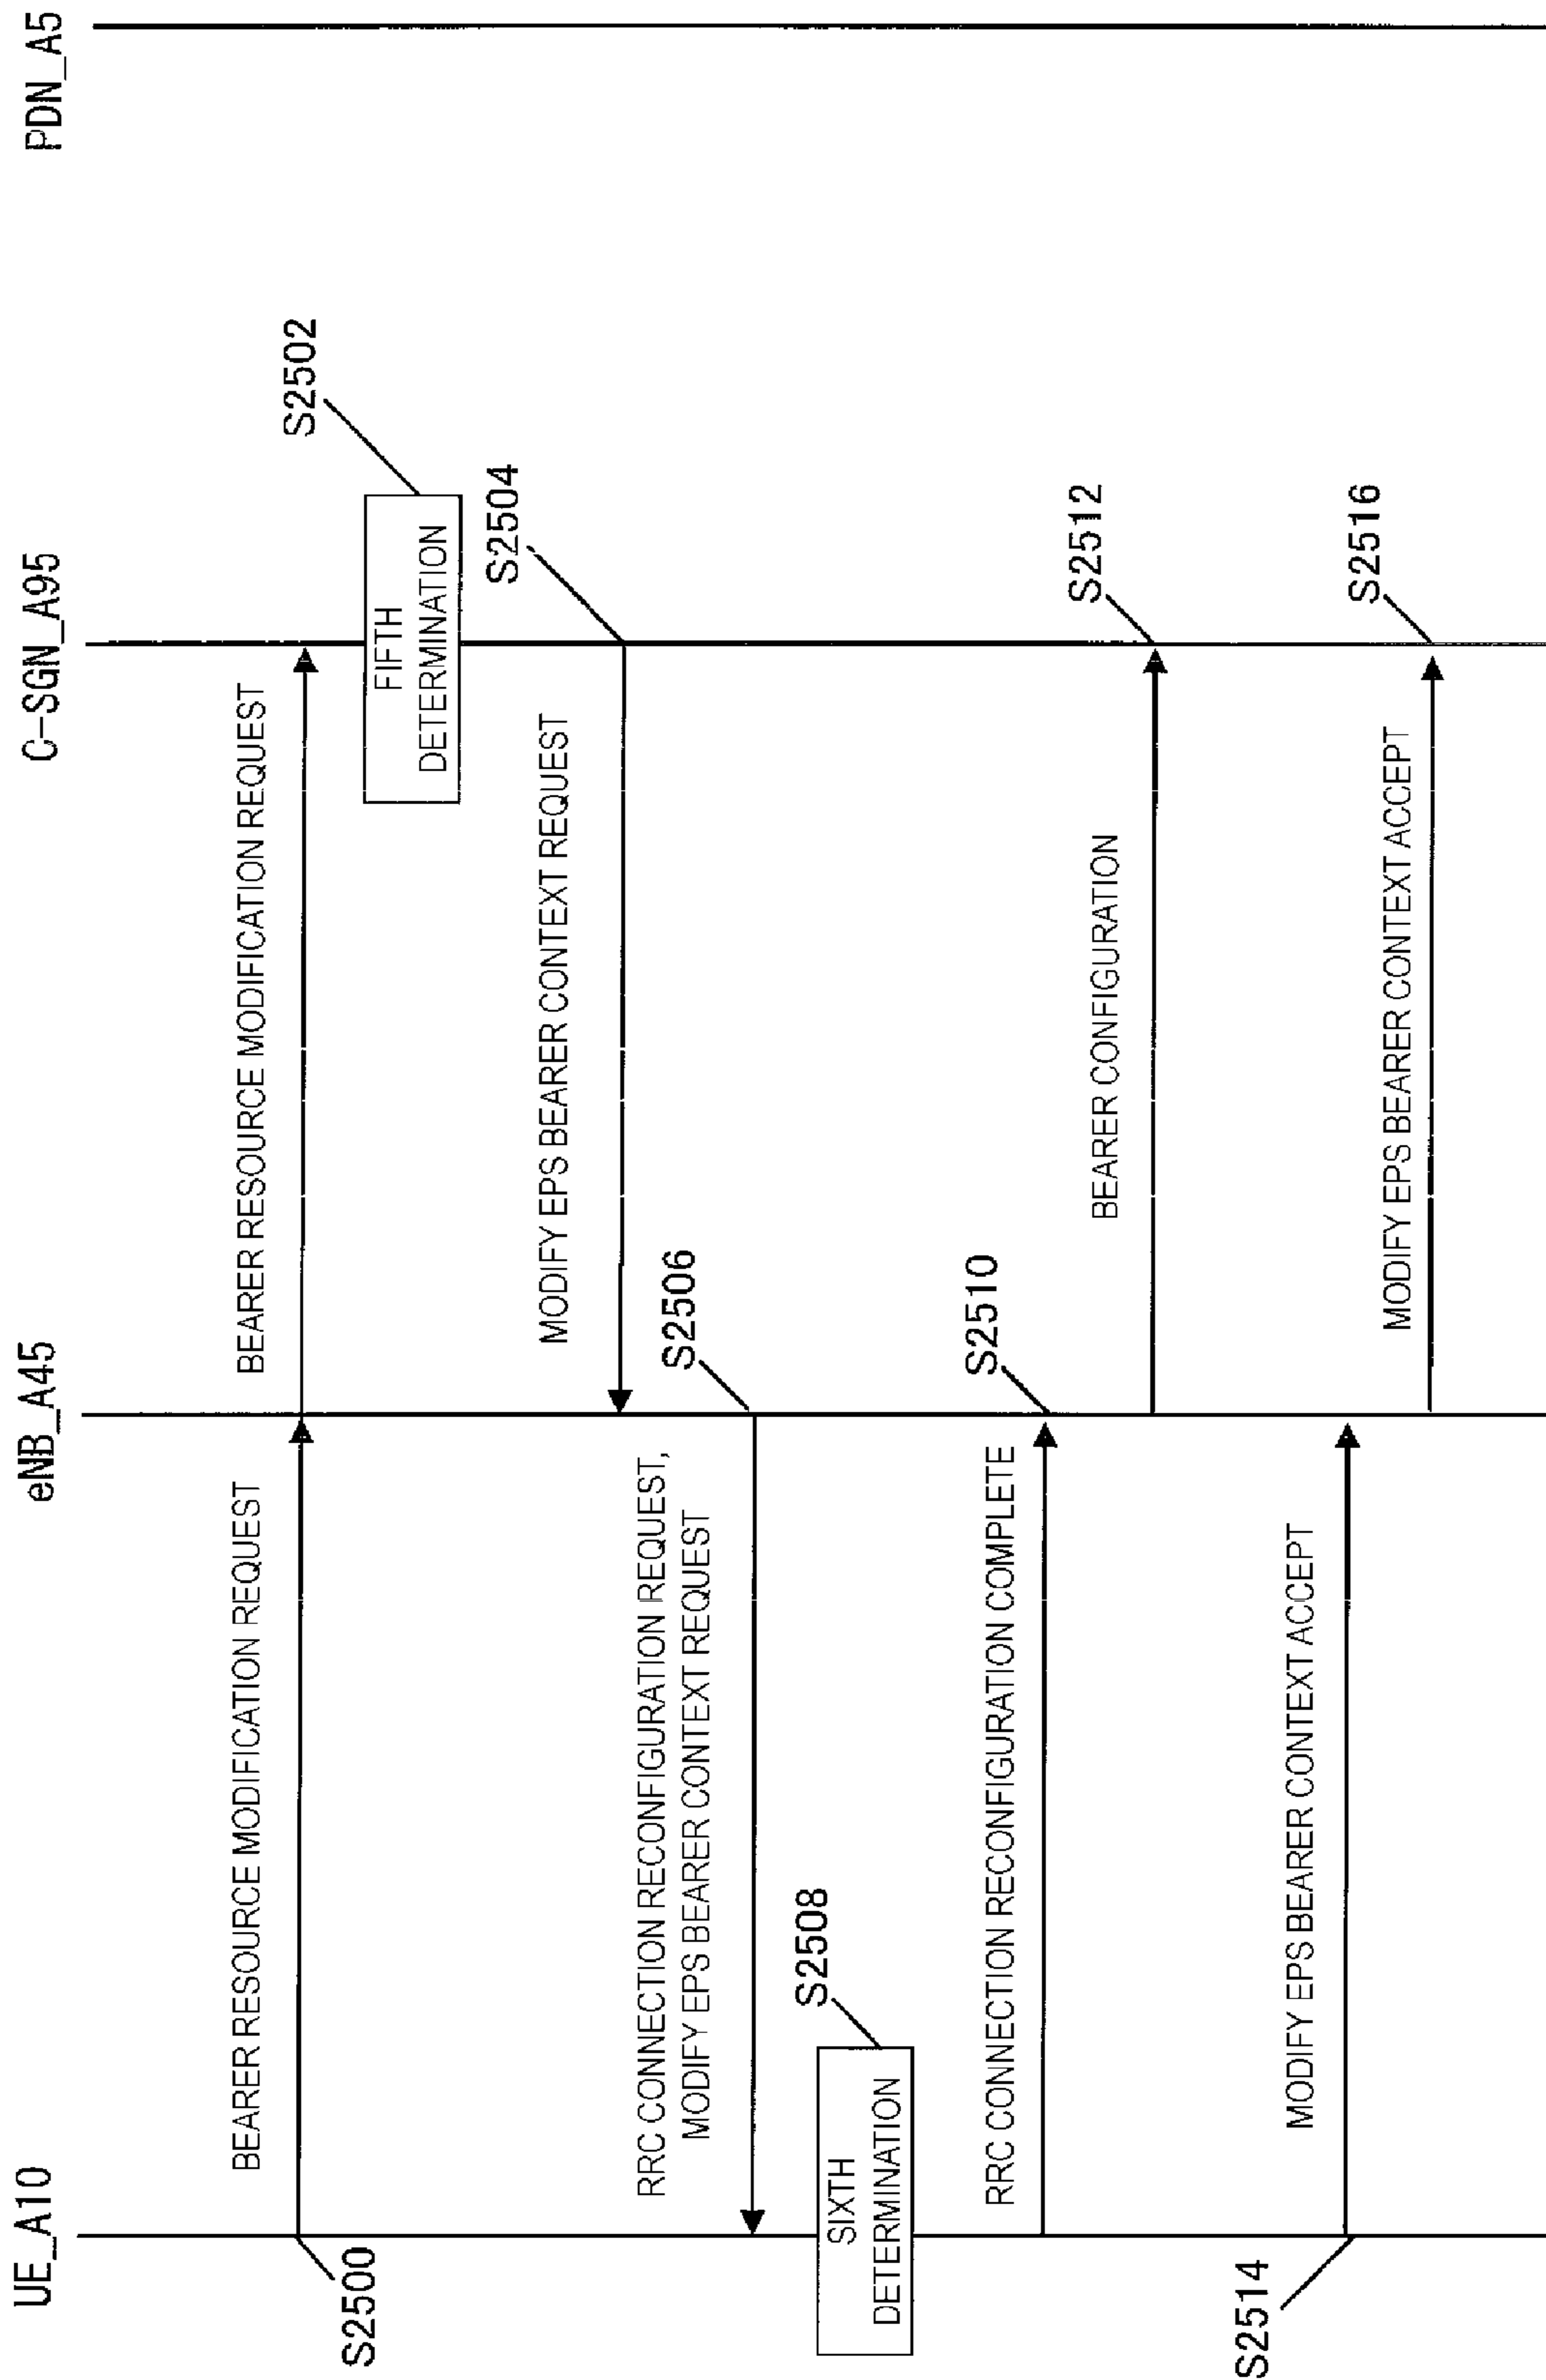 UE_A10
eNB_A45
C-SGN_A95
PDN_A5
S2500
BEARER RESOURCE MODIFICATION REQUEST
BEARER RESOURCE MODIFICATION REQUEST
S2502
FIFTH
DETERMINATION
S2504
MODIFY EPS BEARER CONTEXT REQUEST
S2506
RRC CONNECTION RECONFIGURATION REQUEST,
MODIFY EPS BEARER CONTEXT REQUEST
S2508
SIXTH
DETERMINATION
S2510
RRC CONNECTION RECONFIGURATION COMPLETE
S2512
BEARER CONFIGURATION
S2514
MODIFY EPS BEARER CONTEXT ACCEPT
S2516
MODIFY EPS BEARER CONTEXT ACCEPT